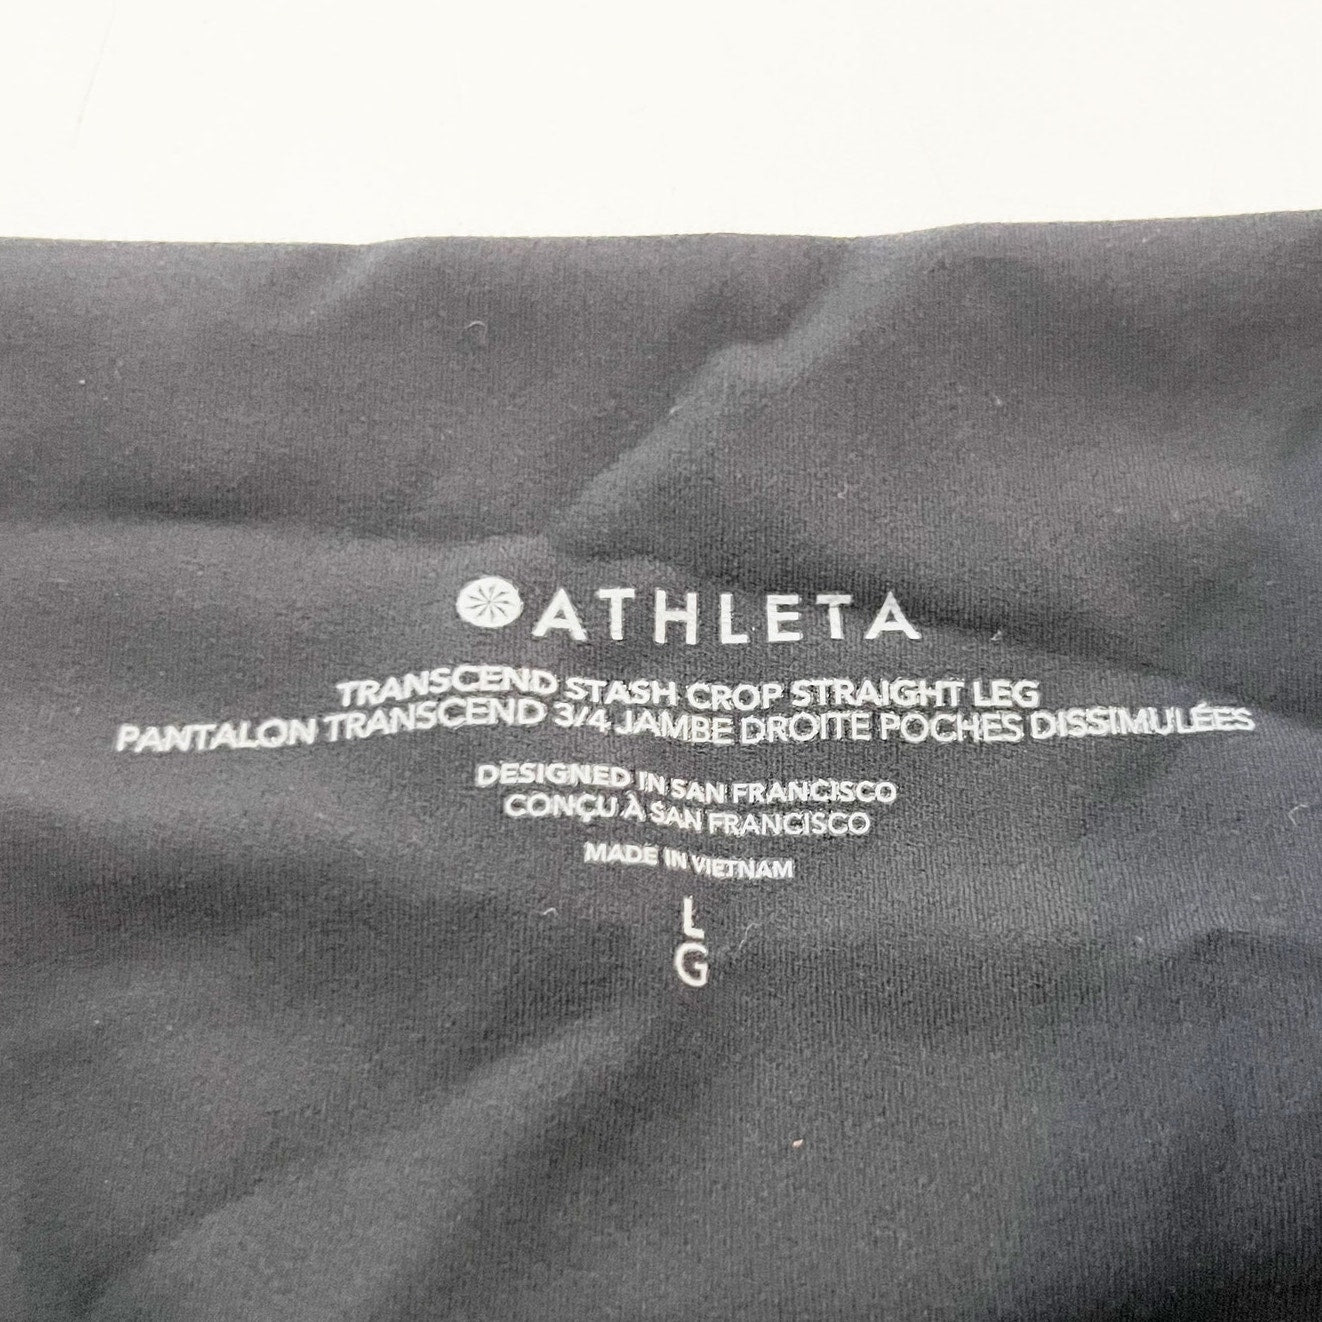 ATHLETA
TRANSCEND STASH CROP STRAIGHT LEG
PANTALON TRANSCEND 3/4 JAMBE DROITE POCHES DISSIMULÉES
DESIGNED IN SAN FRANCISCO
CONÇU À SAN FRANCISCO
MADE IN VIETNAM
L
G